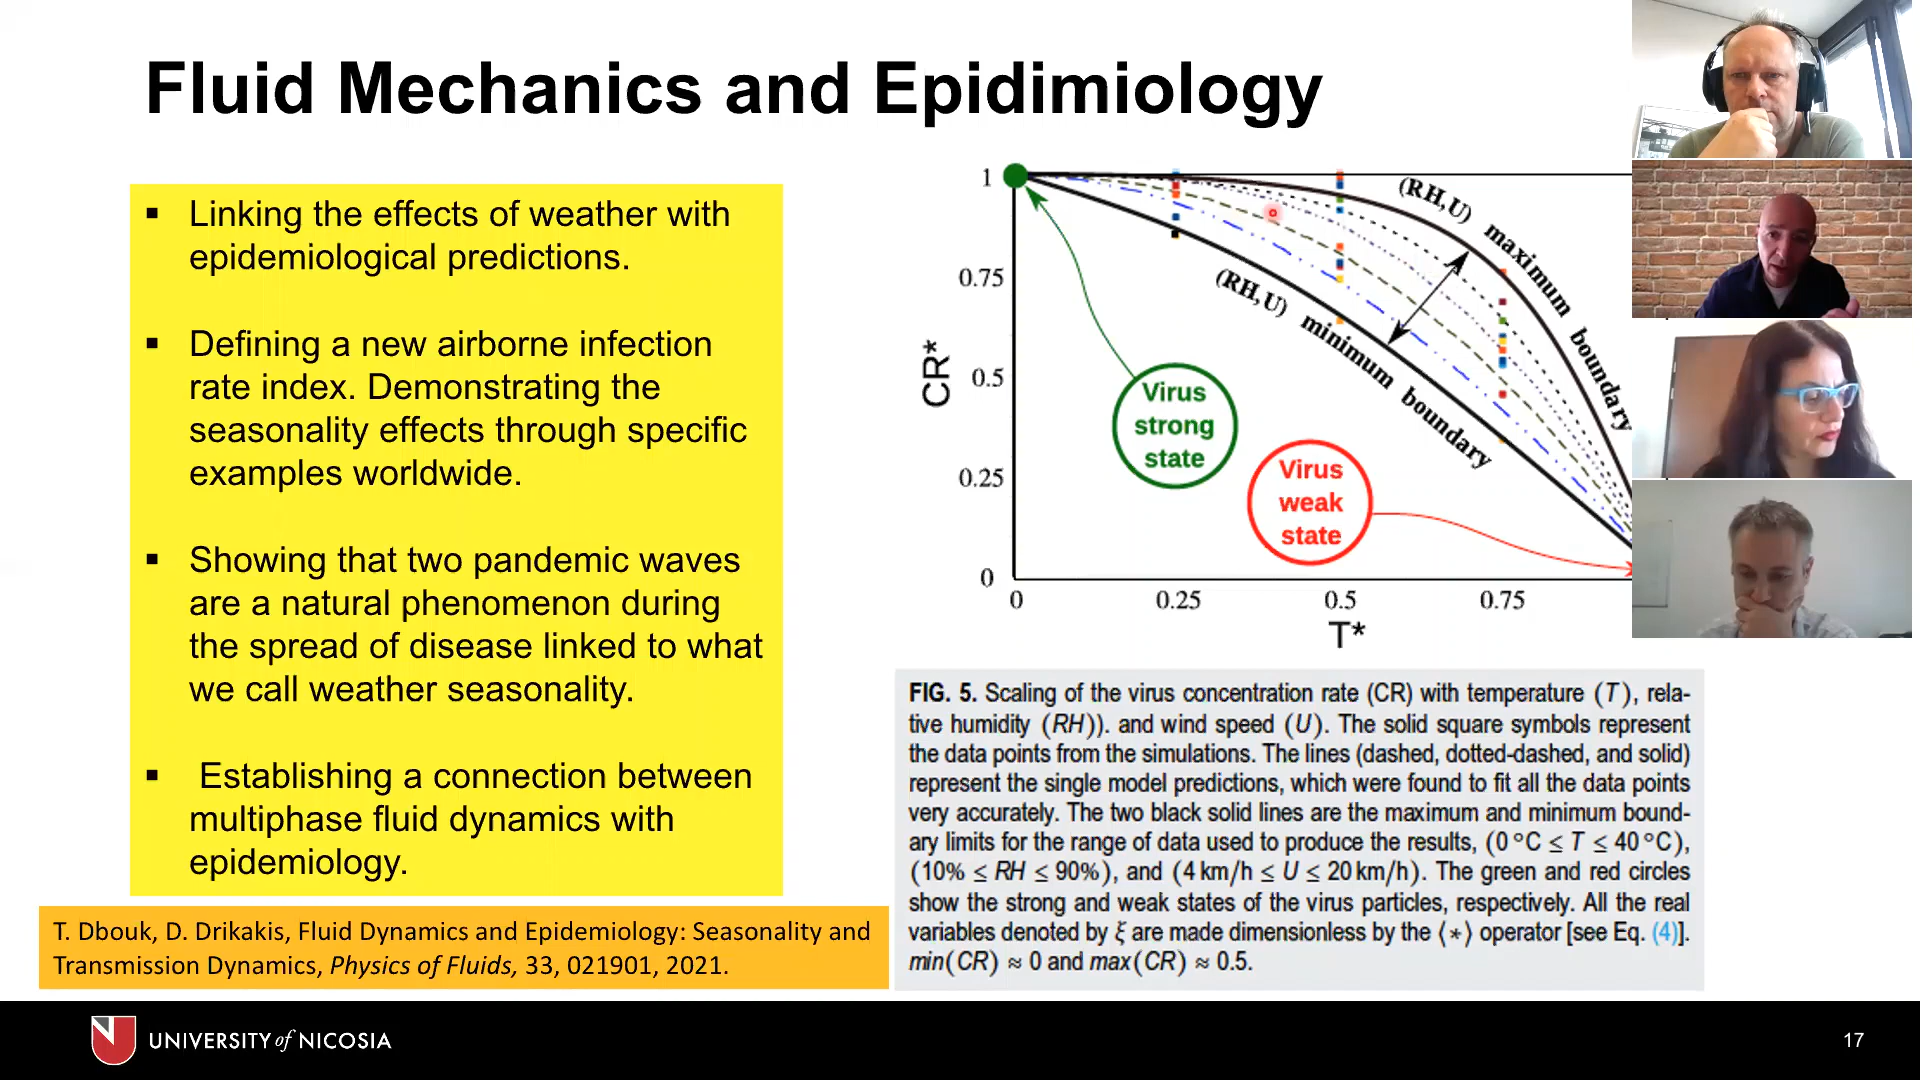 Fluid Mechanics and Epidimiology
▪ Linking the effects of weather with
epidemiological predictions.
▪ Defining a new airborne infection
rate index. Demonstrating the
seasonality effects through specific
examples worldwide.
▪ Showing that two pandemic waves
are a natural phenomenon during
the spread of disease linked to what
we call weather seasonality.
▪ Establishing a connection between
multiphase fluid dynamics with
epidemiology.
T. Dbouk, D. Drikakis, Fluid Dynamics and Epidemiology: Seasonality and
Transmission Dynamics, Physics of Fluids, 33, 021901, 2021.
1
0.75
0.5
0.25
0
CR*
0 0.25 0.5 0.75
T*
(RH,U) maximum boundary
(RH,U) minimum boundary
Virus
strong
state
Virus
weak
state
FIG. 5. Scaling of the virus concentration rate (CR) with temperature (T), rela-
tive humidity (RH)). and wind speed (U). The solid square symbols represent
the data points from the simulations. The lines (dashed, dotted-dashed, and solid)
represent the single model predictions, which were found to fit all the data points
very accurately. The two black solid lines are the maximum and minimum bound-
ary limits for the range of data used to produce the results, (0 °C ≤ T ≤ 40 °C),
(10% ≤ RH ≤ 90%), and (4 km/h ≤ U ≤ 20 km/h). The green and red circles
show the strong and weak states of the virus particles, respectively. All the real
variables denoted by ξ are made dimensionless by the ⟨*⟩ operator [see Eq. (4)].
min(CR) ≈ 0 and max(CR) ≈ 0.5.
UNIVERSITY of NICOSIA
17